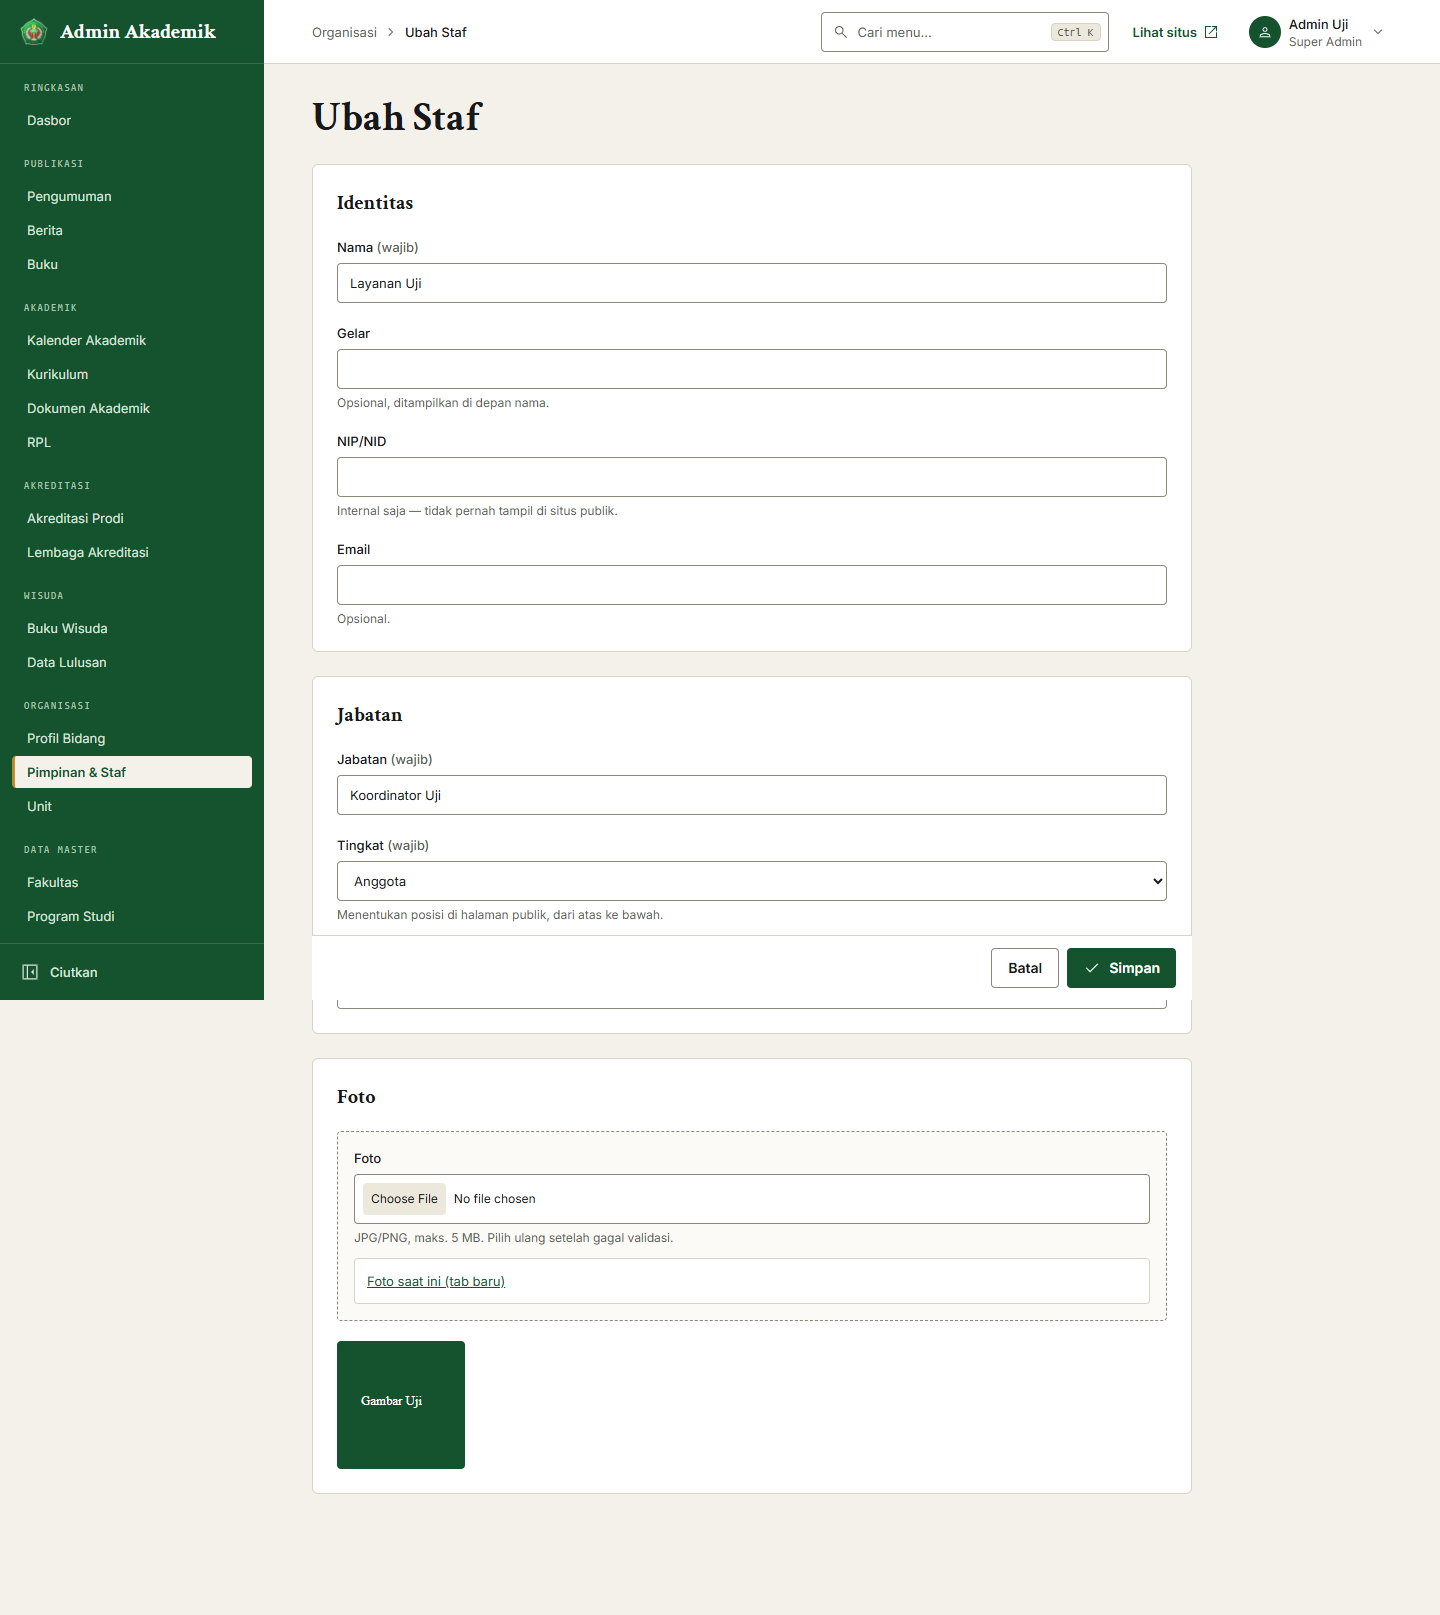 Admin Akademik
Organisasi > Ubah Staf
Cari menu...
Ctrl K
Lihat situs
Admin Uji
Super Admin
RINGKASAN
Dasbor
PUBLIKASI
Pengumuman
Berita
Buku
AKADEMIK
Kalender Akademik
Kurikulum
Dokumen Akademik
RPL
AKREDITASI
Akreditasi Prodi
Lembaga Akreditasi
WISUDA
Buku Wisuda
Data Lulusan
ORGANISASI
Profil Bidang
Pimpinan & Staf
Unit
DATA MASTER
Fakultas
Program Studi
Ciutkan
Ubah Staf
Identitas
Nama (wajib)
Layanan Uji
Gelar
Opsional, ditampilkan di depan nama.
NIP/NID
Internal saja — tidak pernah tampil di situs publik.
Email
Opsional.
Jabatan
Jabatan (wajib)
Koordinator Uji
Tingkat (wajib)
Anggota
Menentukan posisi di halaman publik, dari atas ke bawah.
Batal
Simpan
Foto
Foto
Choose File No file chosen
JPG/PNG, maks. 5 MB. Pilih ulang setelah gagal validasi.
Foto saat ini (tab baru)
Gambar Uji